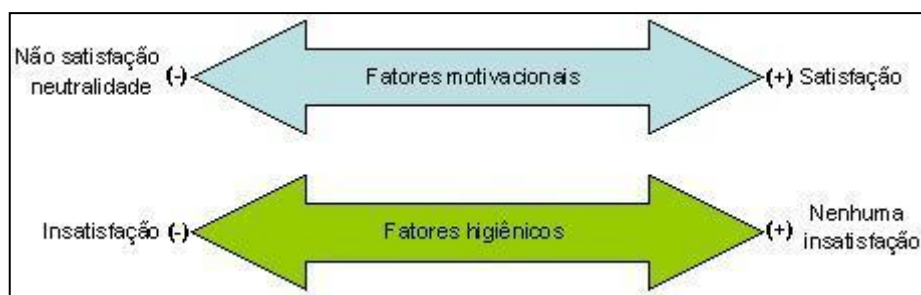 Não satisfação
neutralidade (-)
Fatores motivacionais
(+) Satisfação
Insatisfação (-)
Fatores higiênicos
(+) Nenhuma
insatisfação